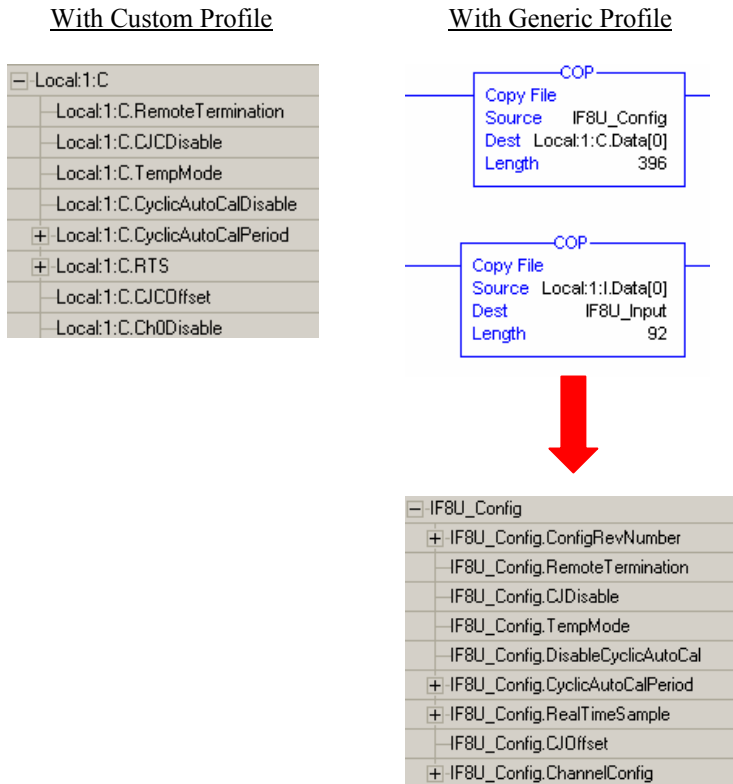 With Custom Profile
Local:1:C
Local:1:C.RemoteTermination
Local:1:C.CJCDisable
Local:1:C.TempMode
Local:1:C.CyclicAutoCalDisable
Local:1:C.CyclicAutoCalPeriod
Local:1:C.RTS
Local:1:C.CJCOffset
Local:1:C.Ch0Disable
With Generic Profile
COP
Copy File
Source IF8U_Config
Dest Local:1:C.Data[0]
Length 396
COP
Copy File
Source Local:1:I.Data[0]
Dest IF8U_Input
Length 92
IF8U_Config
IF8U_Config.ConfigRevNumber
IF8U_Config.RemoteTermination
IF8U_Config.CJDisable
IF8U_Config.TempMode
IF8U_Config.DisableCyclicAutoCal
IF8U_Config.CyclicAutoCalPeriod
IF8U_Config.RealTimeSample
IF8U_Config.CJOffset
IF8U_Config.ChannelConfig